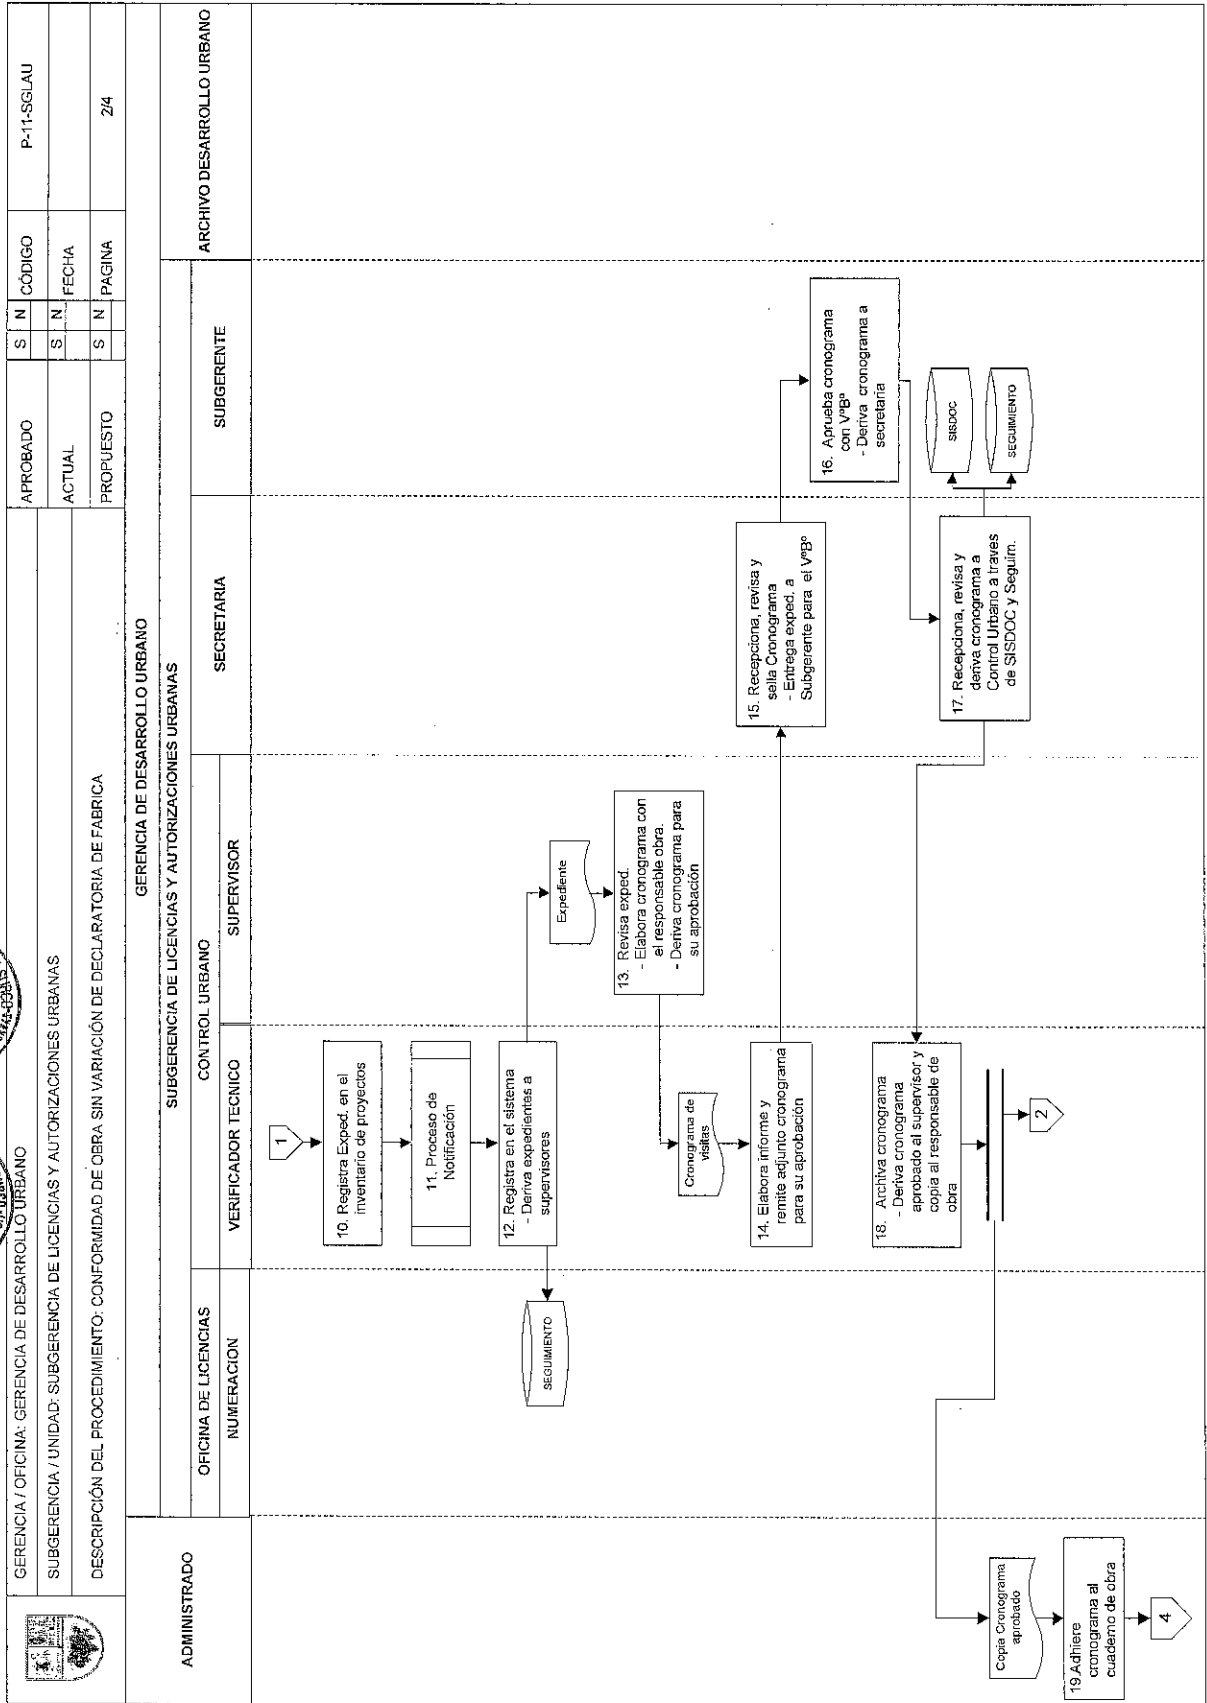 GERENCIA / OFICINA: GERENCIA DE DESARROLLO URBANO
APROBADO
S N
CÓDIGO
P-11-SGLAU
SUBGERENCIA / UNIDAD: SUBGERENCIA DE LICENCIAS Y AUTORIZACIONES URBANAS
ACTUAL
S N
FECHA
DESCRIPCIÓN DEL PROCEDIMIENTO: CONFORMIDAD DE OBRA SIN VARIACIÓN DE DECLARATORIA DE FABRICA
PROPUESTO
S N
PAGINA
2/4
GERENCIA DE DESARROLLO URBANO
ADMINISTRADO
SUBGERENCIA DE LICENCIAS Y AUTORIZACIONES URBANAS
ARCHIVO DESARROLLO URBANO
OFICINA DE LICENCIAS
CONTROL URBANO
SECRETARIA
SUBGERENTE
NUMERACION
VERIFICADOR TECNICO
SUPERVISOR
1
10. Registra Exped. en el
inventario de proyectos
11. Proceso de
Notificación
12. Registra en el sistema
- Deriva expedientes a
supervisores
SEGUIMIENTO
Expediente
13. Revisa exped.
- Elabora cronograma con
el responsable obra.
- Deriva cronograma para
su aprobación
Cronograma de
visitas
14. Elabora informe y
remite adjunto cronograma
para su aprobación
15. Recepciona, revisa y
sella Cronograma
- Entrega exped. a
Subgerente para el VºBº
16. Aprueba cronograma
con VºBº
- Deriva cronograma a
secretaria
17. Recepciona, revisa y
deriva cronograma a
Control Urbano a traves
de SISDOC y Seguim.
SISDOC
SEGUIMIENTO
18. Archiva cronograma
- Deriva cronograma
aprobado al supervisor y
copia al responsable de
obra
2
Copia Cronograma
aprobado
19.Adhiere
cronograma al
cuaderno de obra
4